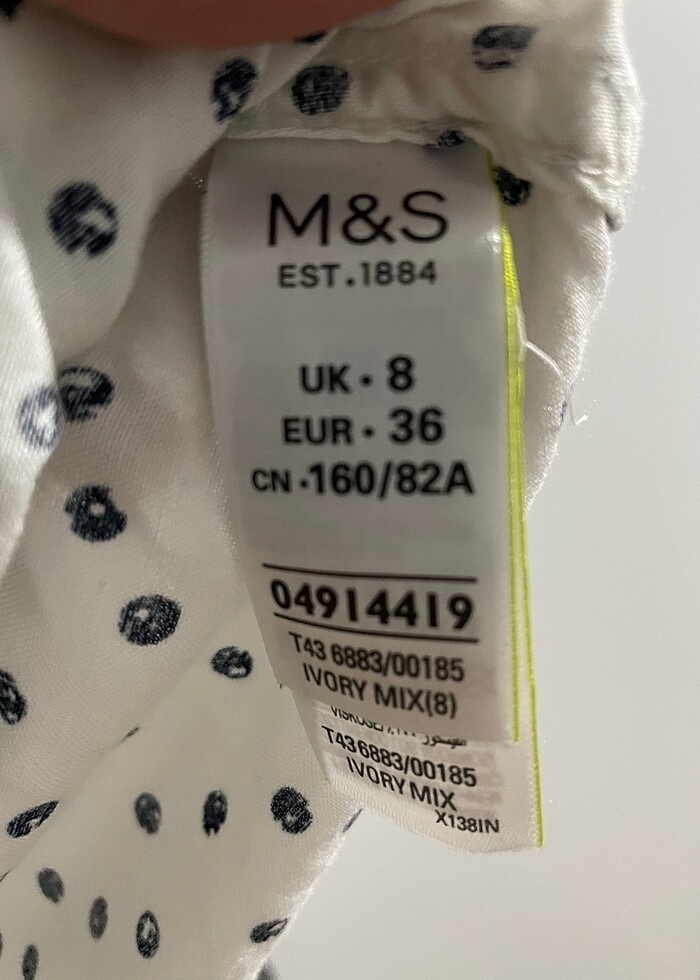 M&S
EST.1884
UK · 8
EUR · 36
CN ·160/82A
04914419
T43 6883/00185
IVORY MIX(8)
T43 6883/00185
IVORY MIX
X138IN